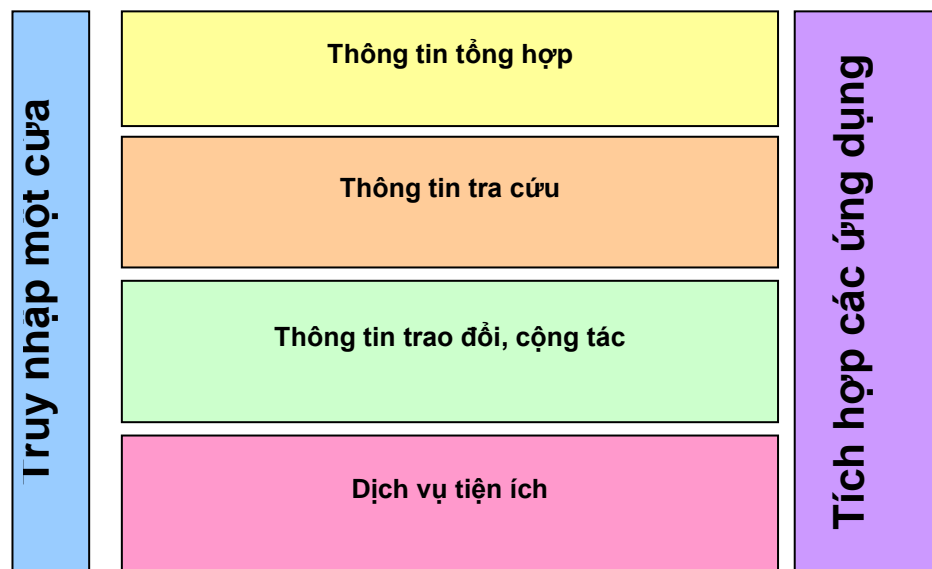 Truy nhập một cửa
Thông tin tổng hợp
Thông tin tra cứu
Thông tin trao đổi, cộng tác
Dịch vụ tiện ích
Tích hợp các ứng dụng